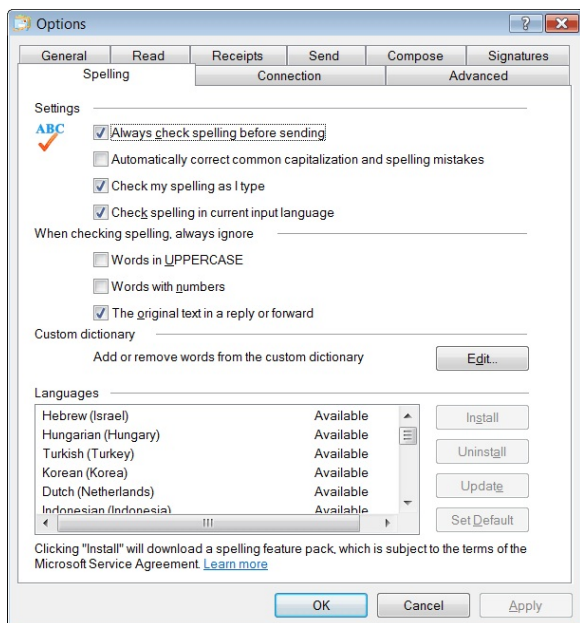 Options
General Read Receipts Send Compose Signatures
Spelling Connection Advanced
Settings
ABC
Always check spelling before sending
Automatically correct common capitalization and spelling mistakes
Check my spelling as I type
Check spelling in current input language
When checking spelling, always ignore
Words in UPPERCASE
Words with numbers
The original text in a reply or forward
Custom dictionary
Add or remove words from the custom dictionary Edit...
Languages
Hebrew (Israel) Available Install
Hungarian (Hungary) Available
Turkish (Turkey) Available Uninstall
Korean (Korea) Available
Dutch (Netherlands) Available Update
Indonesian (Indonesia) Available
Set Default
Clicking "Install" will download a spelling feature pack, which is subject to the terms of the
Microsoft Service Agreement. Learn more
OK Cancel Apply